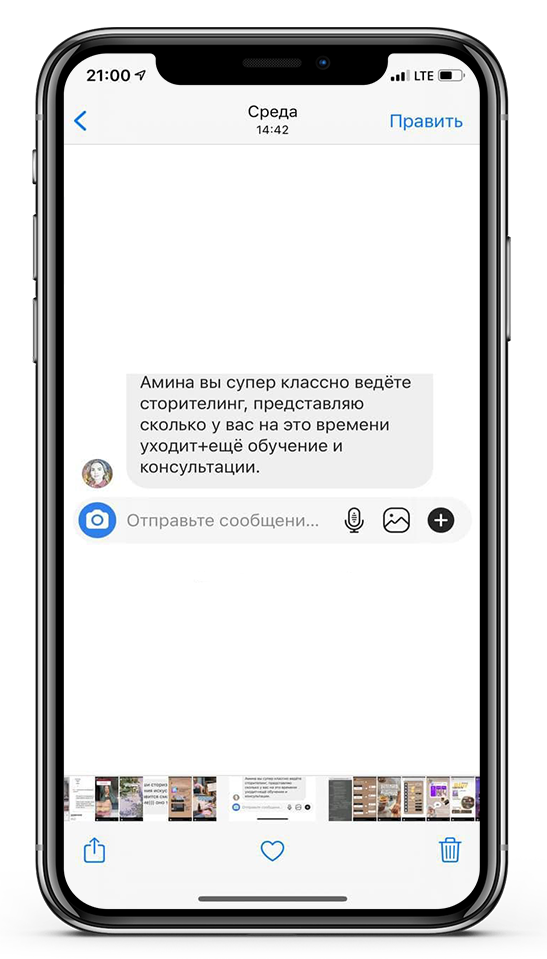 21:00
LTE
Среда
14:42
Править
Амина вы супер классно ведёте
сторителинг, представляю
сколько у вас на это времени
уходит+ещё обучение и
консультации.
Отправьте сообщени...